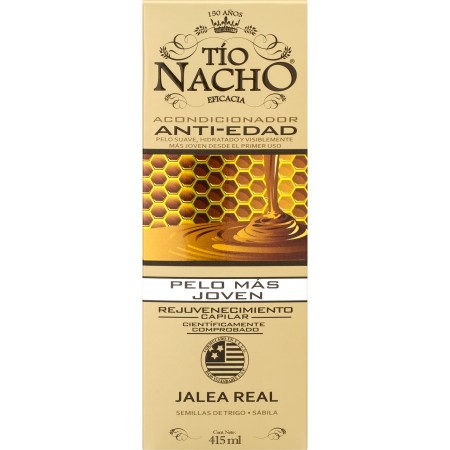 150 AÑOS
TÍO
NACHO®
EFICACIA
ACONDICIONADOR
ANTI-EDAD
PELO SUAVE, HIDRATADO Y VISIBLEMENTE
MÁS JOVEN DESDE EL PRIMER USO
PELO MÁS
JOVEN
REJUVENECIMIENTO
CAPILAR
CIENTÍFICAMENTE
COMPROBADO
JALEA REAL
SEMILLAS DE TRIGO • SÁBILA
Cont. Neto
415 ml